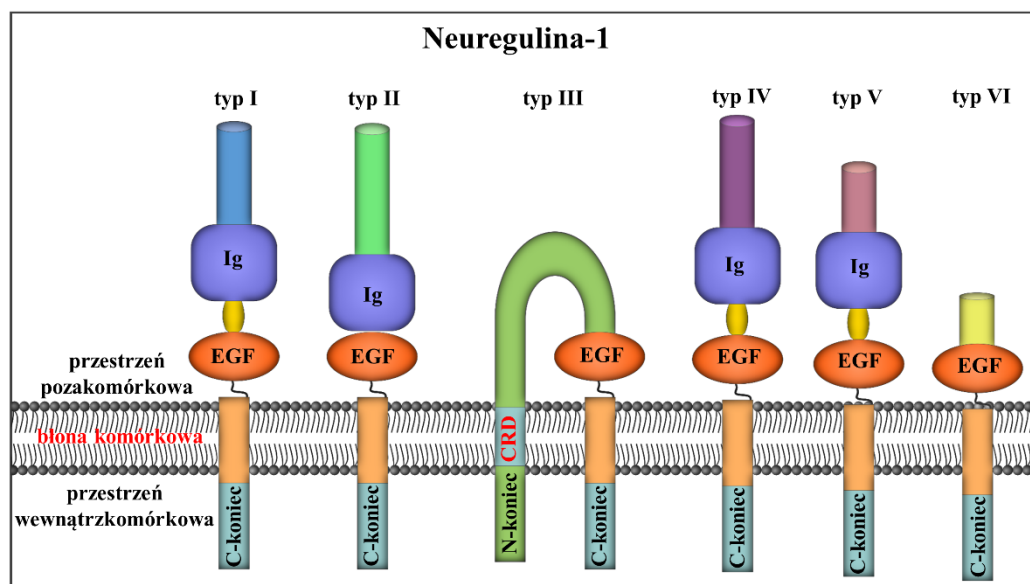 Neuregulina-1
typ I
typ II
typ III
typ IV
typ V
typ VI
Ig
Ig
Ig
Ig
EGF
EGF
EGF
EGF
EGF
EGF
przestrzeń
pozakomórkowa
błona komórkowa
CRD
przestrzeń
wewnątrzkomórkowa
C-koniec
C-koniec
N-koniec
C-koniec
C-koniec
C-koniec
C-koniec